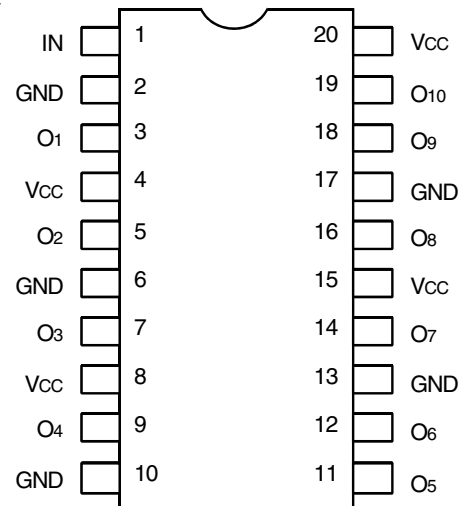 IN 1 20 VCC
GND 2 19 O10
O1 3 18 O9
VCC 4 17 GND
O2 5 16 O8
GND 6 15 VCC
O3 7 14 O7
VCC 8 13 GND
O4 9 12 O6
GND 10 11 O5